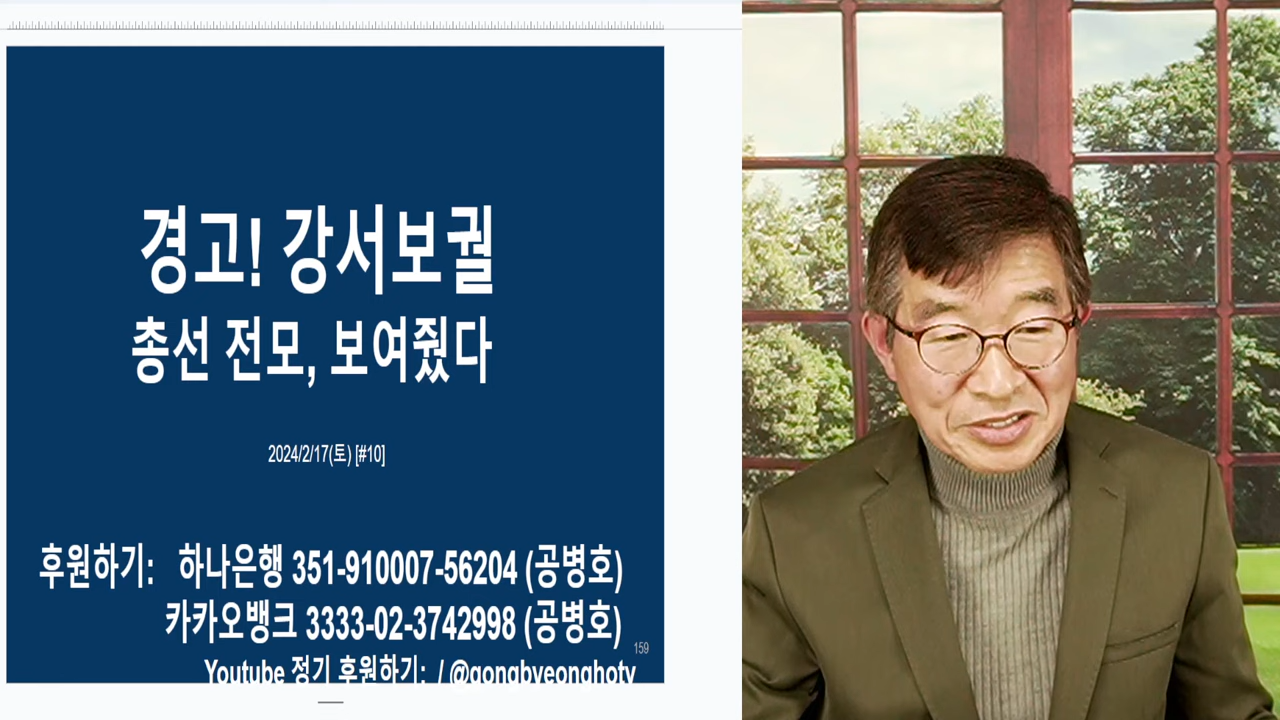 경고! 강서보궐
총선 전모, 보여줬다
2024/2/17(토) [#10]
후원하기: 하나은행 351-910007-56204 (공병호)
카카오뱅크 3333-02-3742998 (공병호)
159
Youtube 정기 후원하기: / @gongbyeonghotv